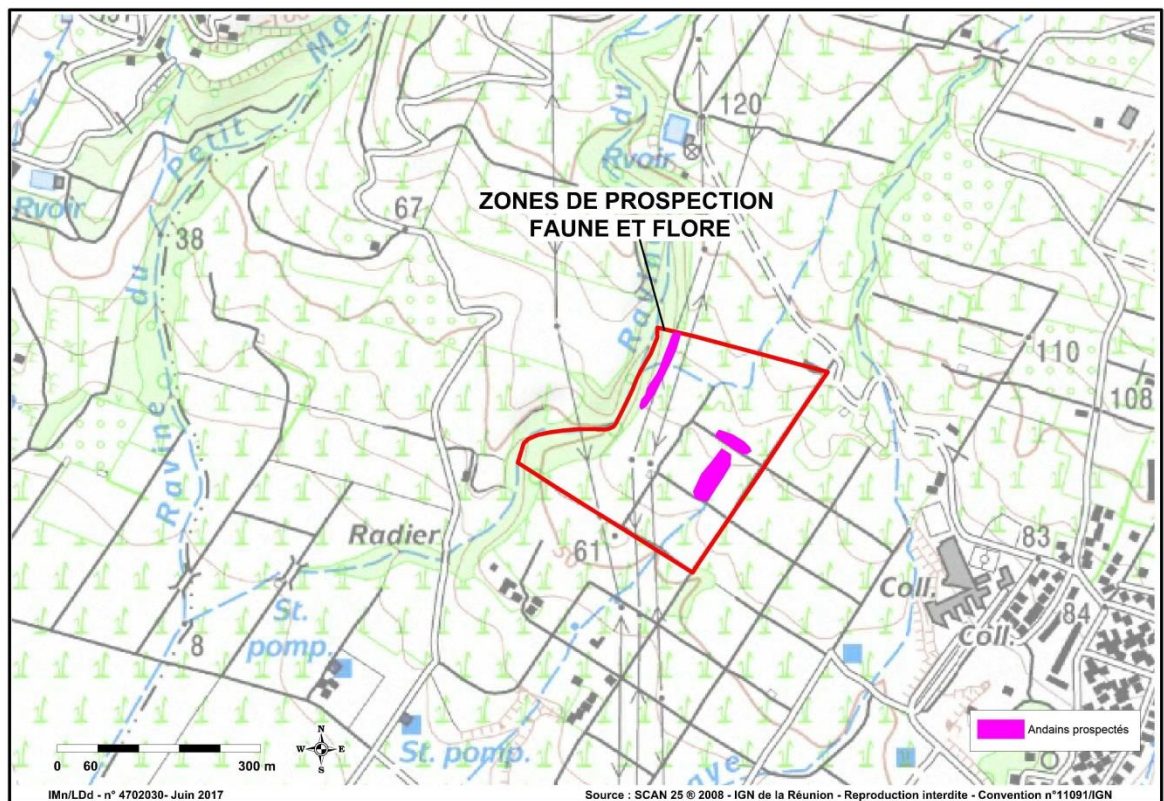 120
Rvoir
du
Ma
Petit
Rvoir
67
ZONES DE PROSPECTION
FAUNE ET FLORE
38
du
Ravine
110
108
Radier
61
83
Coll.
84
Coll.
St.
pomp.
8
St. pomp.
Andains prospectés
N
W E
S
0 60 300 m
IMn/LDd - n° 4702030- Juin 2017
Source : SCAN 25 ® 2008 - IGN de la Réunion - Reproduction interdite - Convention n°11091/IGN